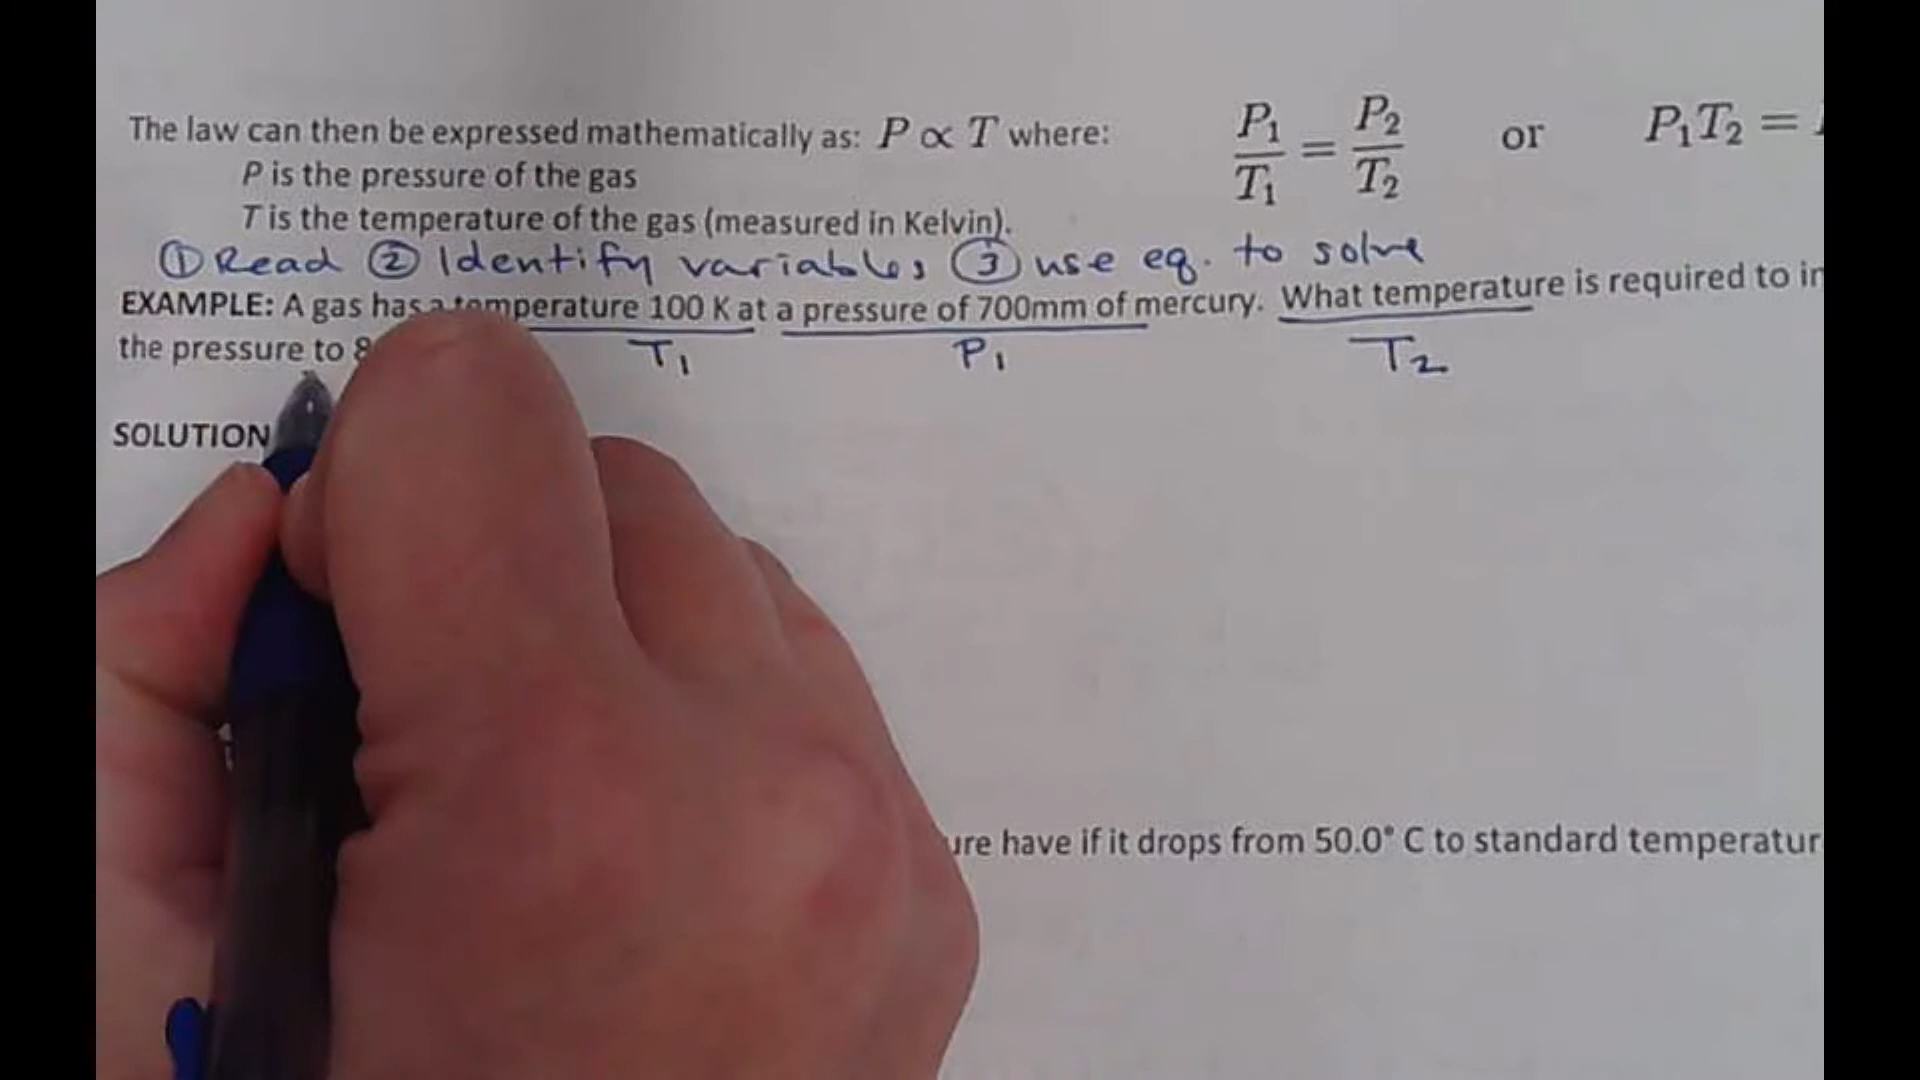 The law can then be expressed mathematically as: P ∝ T where: P₁/T₁ = P₂/T₂ or P₁T₂ =
P is the pressure of the gas
T is the temperature of the gas (measured in Kelvin).
① Read ② Identify variables ③ use eq. to solve
EXAMPLE: A gas has a temperature 100 K at a pressure of 700mm of mercury. What temperature is required to in
the pressure to 8
T₁ P₁ T₂
SOLUTION
ure have if it drops from 50.0° C to standard temperatur